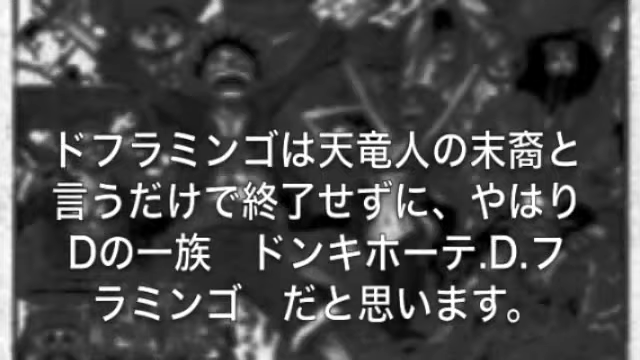 ドフラミンゴは天竜人の末裔と
言うだけで終了せずに、やはり
Dの一族　ドンキホーテ.D.フ
ラミンゴ　だと思います。